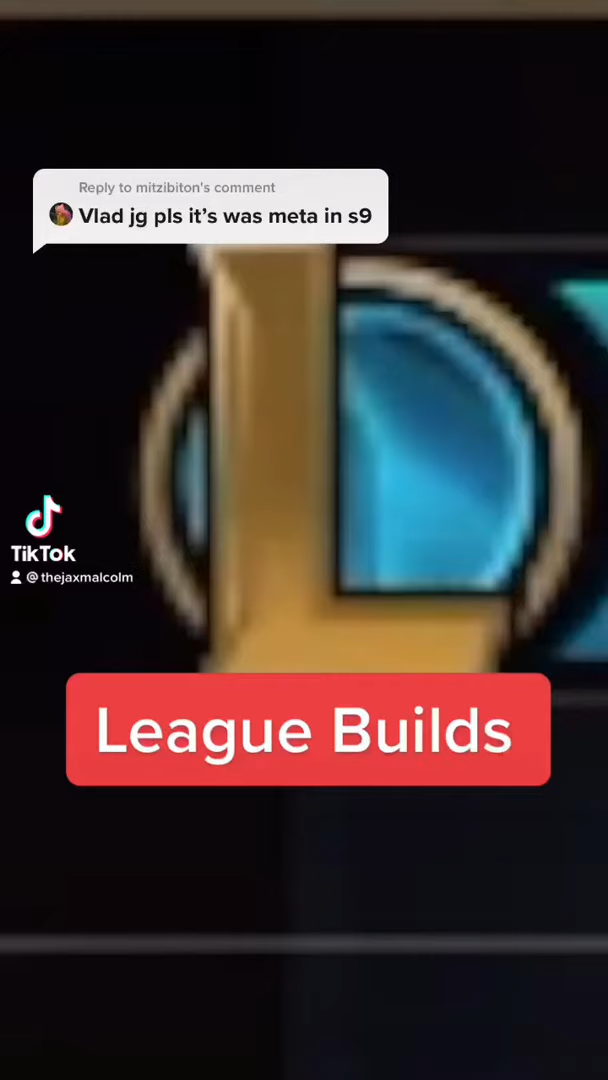 Reply to mitzibiton's comment
Vlad jg pls it’s was meta in s9
TikTok
@thejaxmalcolm
League Builds